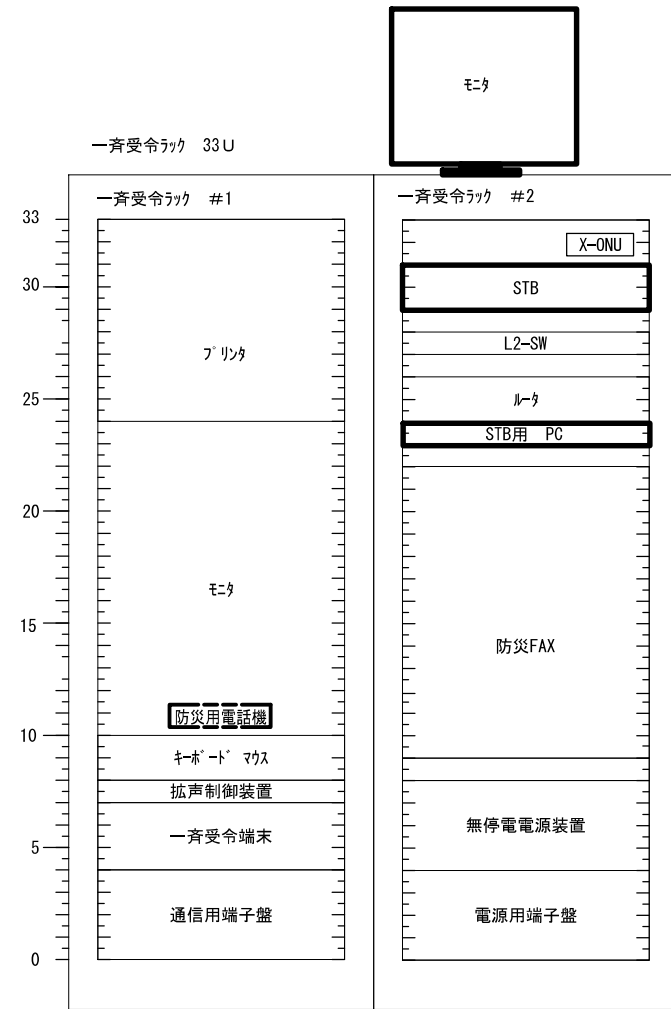 モニタ
一斉受令ラック 33U
一斉受令ラック #1
一斉受令ラック #2
33
X-ONU
30
STB
L2-SW
プリンタ
25
ルータ
STB用 PC
20
モニタ
15
防災FAX
防災用電話機
10
キーボード マウス
拡声制御装置
無停電電源装置
一斉受令端末
5
通信用端子盤
電源用端子盤
0